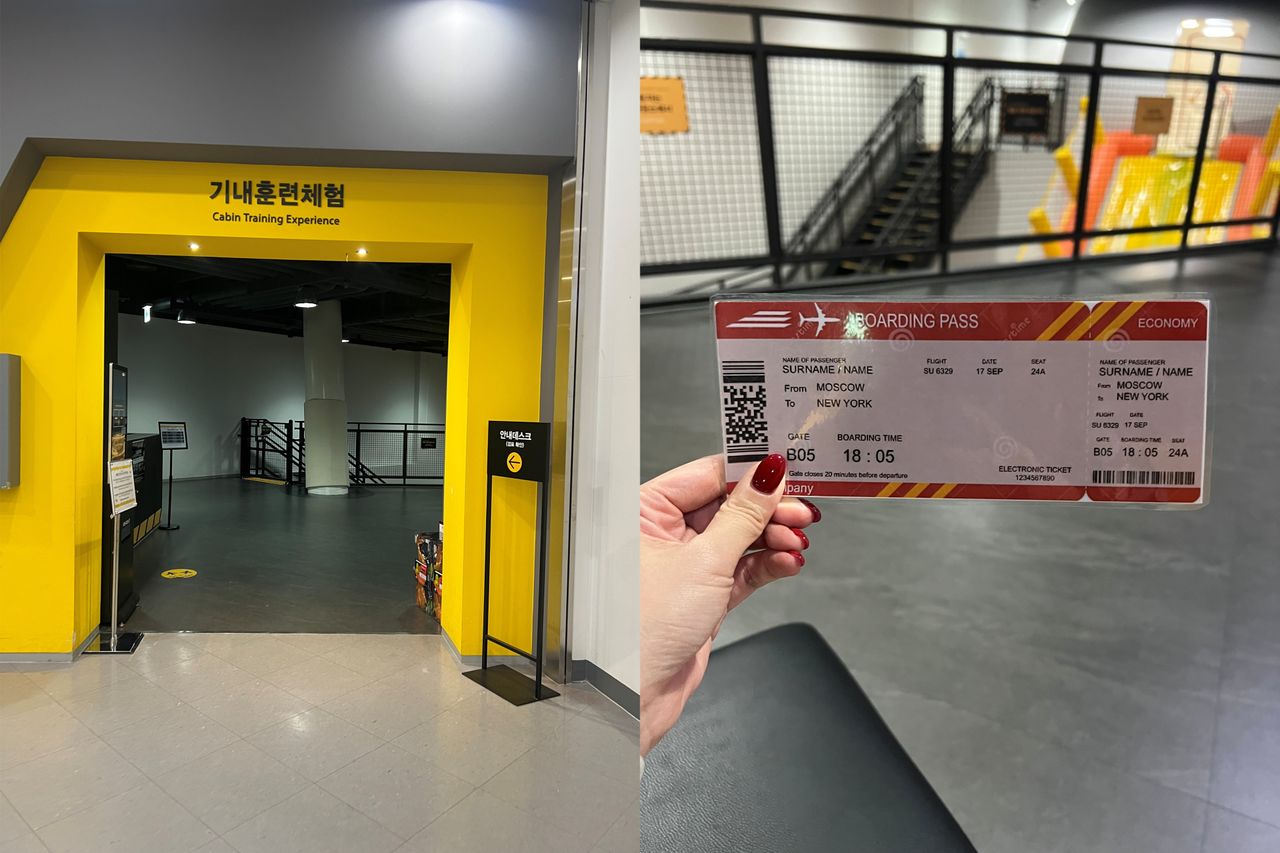 기내훈련체험
Cabin Training Experience
안내데스크
BOARDING PASS
ECONOMY
NAME OF PASSENGER
SURNAME / NAME
FLIGHT
SU 6329
DATE
17 SEP
SEAT
24A
From MOSCOW
To NEW YORK
GATE
B05
BOARDING TIME
18 : 05
Gate closes 20 minutes before departure
ELECTRONIC TICKET
1234567890
pany
NAME OF PASSENGER
SURNAME / NAME
From MOSCOW
To NEW YORK
FLIGHT DATE
SU 6329 17 SEP
GATE BOARDING TIME SEAT
B05 18 : 05 24A